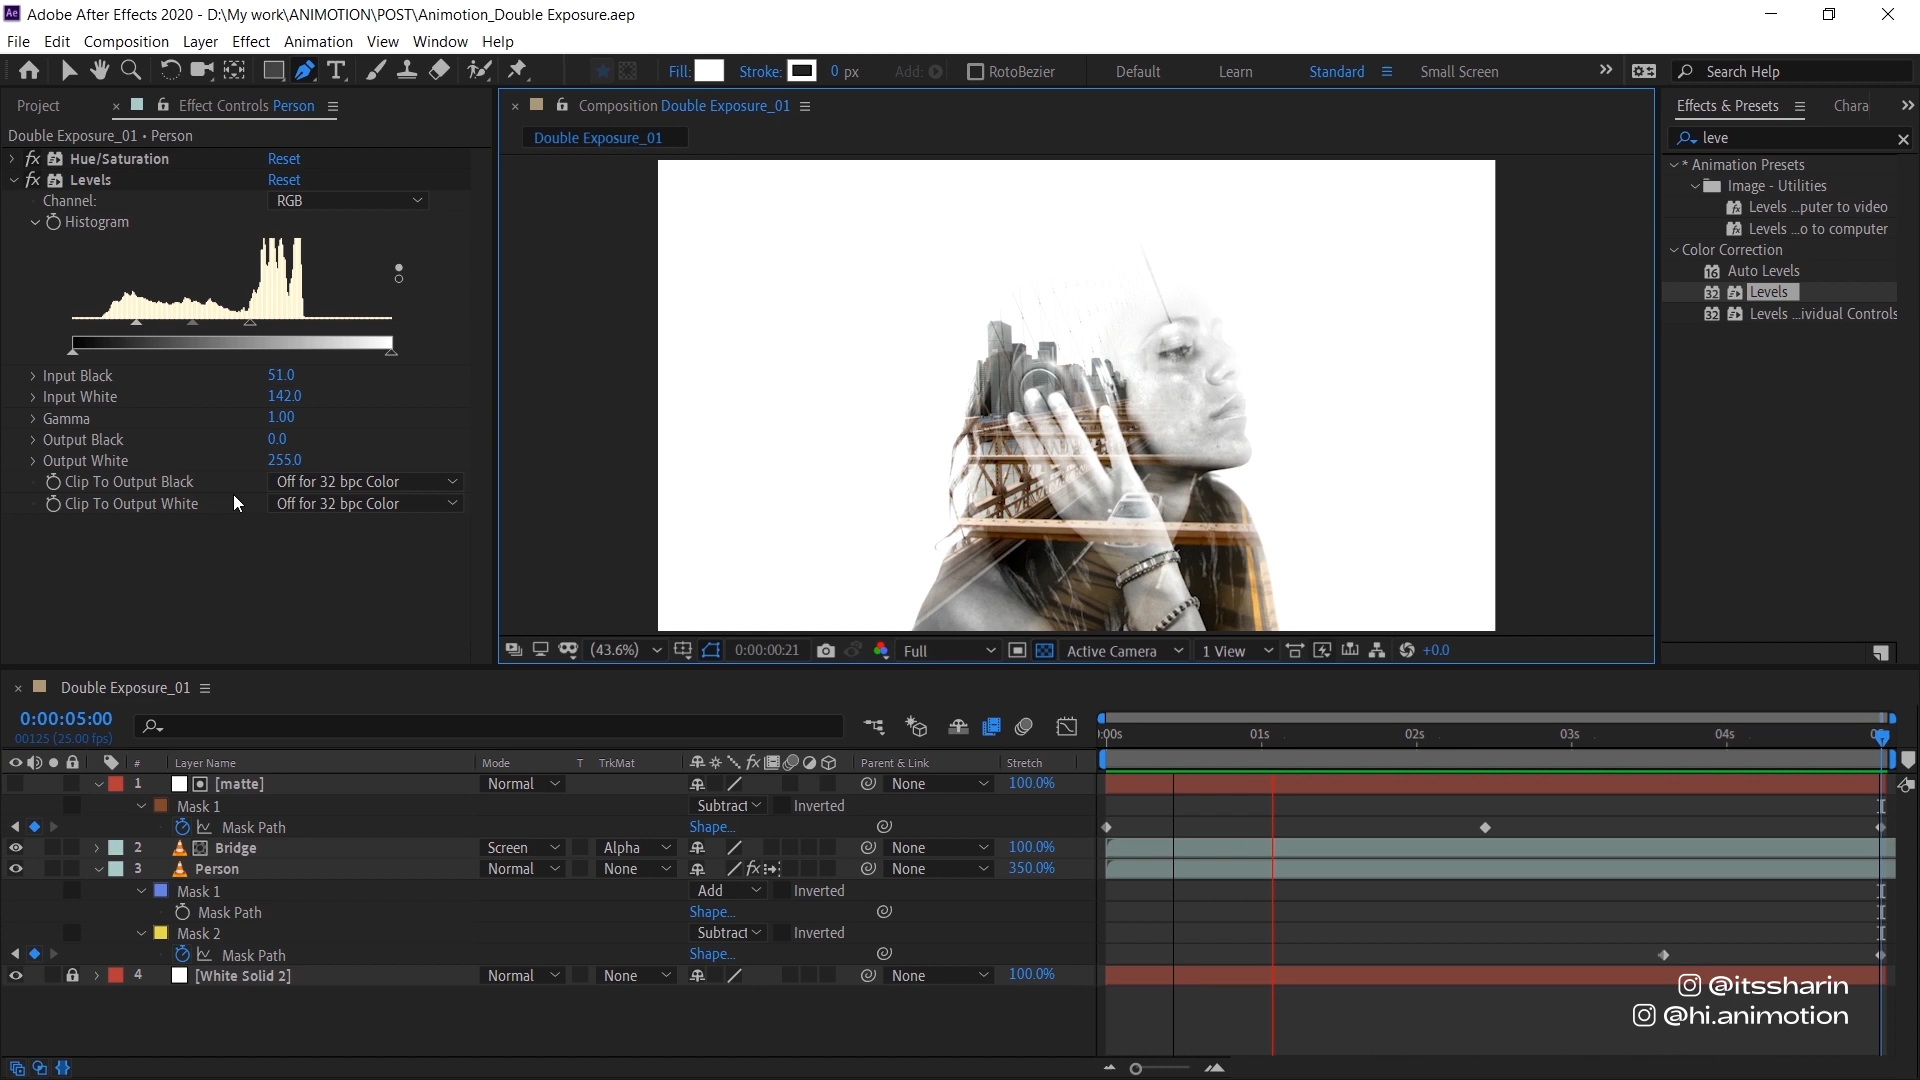 Adobe After Effects 2020 - D:\My work\ANIMOTION\POST\Animotion_Double Exposure.aep
File Edit Composition Layer Effect Animation View Window Help
Fill: Stroke: 0 px Add: RotoBezier Default Learn Standard Small Screen Search Help
Project Effect Controls Person
Composition Double Exposure_01
Effects & Presets Chara
Double Exposure_01 • Person
Double Exposure_01
leve
fx Hue/Saturation Reset
fx Levels Reset
Channel: RGB
Histogram
Input Black 51.0
Input White 142.0
Gamma 1.00
Output Black 0.0
Output White 255.0
Clip To Output Black Off for 32 bpc Color
Clip To Output White Off for 32 bpc Color
* Animation Presets
Image - Utilities
Levels ...puter to video
Levels ...o to computer
Color Correction
16 Auto Levels
32 Levels
32 Levels ...ividual Controls
(43.6%) 0:00:00:21 Full Active Camera 1 View +0.0
Double Exposure_01
0:00:05:00
00125 (25.00 fps)
):00s 01s 02s 03s 04s
# Layer Name Mode T TrkMat fx Parent & Link Stretch
1 [matte] Normal None 100.0%
Mask 1 Subtract Inverted
Mask Path Shape...
2 Bridge Screen Alpha None 100.0%
3 Person Normal None fx None 350.0%
Mask 1 Add Inverted
Mask Path Shape...
Mask 2 Subtract Inverted
Mask Path Shape...
4 [White Solid 2] Normal None None 100.0%
@itssharin
@hi.animotion